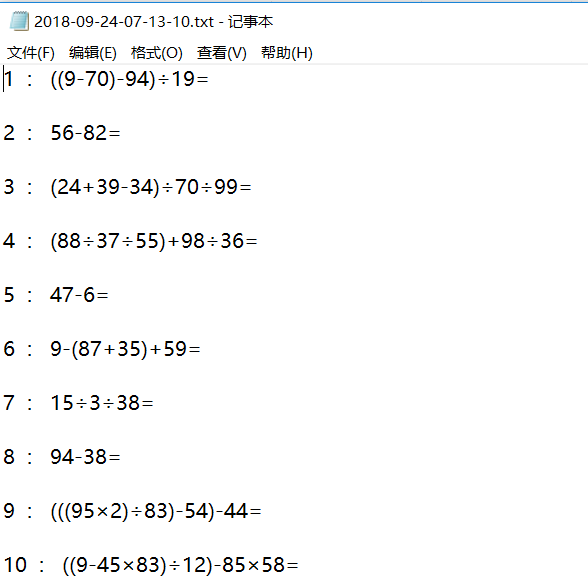 2018-09-24-07-13-10.txt - 记事本
文件(F) 编辑(E) 格式(O) 查看(V) 帮助(H)
1 : ((9-70)-94)÷19=
2 : 56-82=
3 : (24+39-34)÷70÷99=
4 : (88÷37÷55)+98÷36=
5 : 47-6=
6 : 9-(87+35)+59=
7 : 15÷3÷38=
8 : 94-38=
9 : (((95×2)÷83)-54)-44=
10 : ((9-45×83)÷12)-85×58=